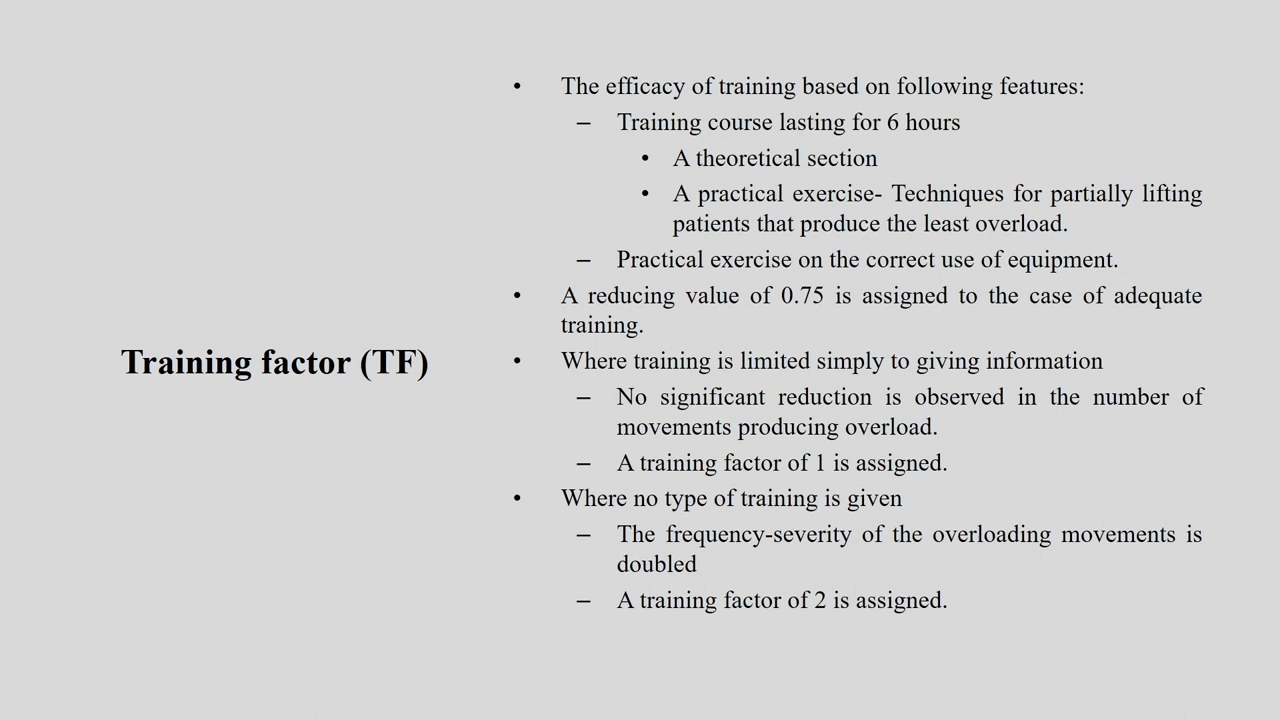 Training factor (TF)
• The efficacy of training based on following features:
– Training course lasting for 6 hours
• A theoretical section
• A practical exercise- Techniques for partially lifting
patients that produce the least overload.
– Practical exercise on the correct use of equipment.
• A reducing value of 0.75 is assigned to the case of adequate
training.
• Where training is limited simply to giving information
– No significant reduction is observed in the number of
movements producing overload.
– A training factor of 1 is assigned.
• Where no type of training is given
– The frequency-severity of the overloading movements is
doubled
– A training factor of 2 is assigned.